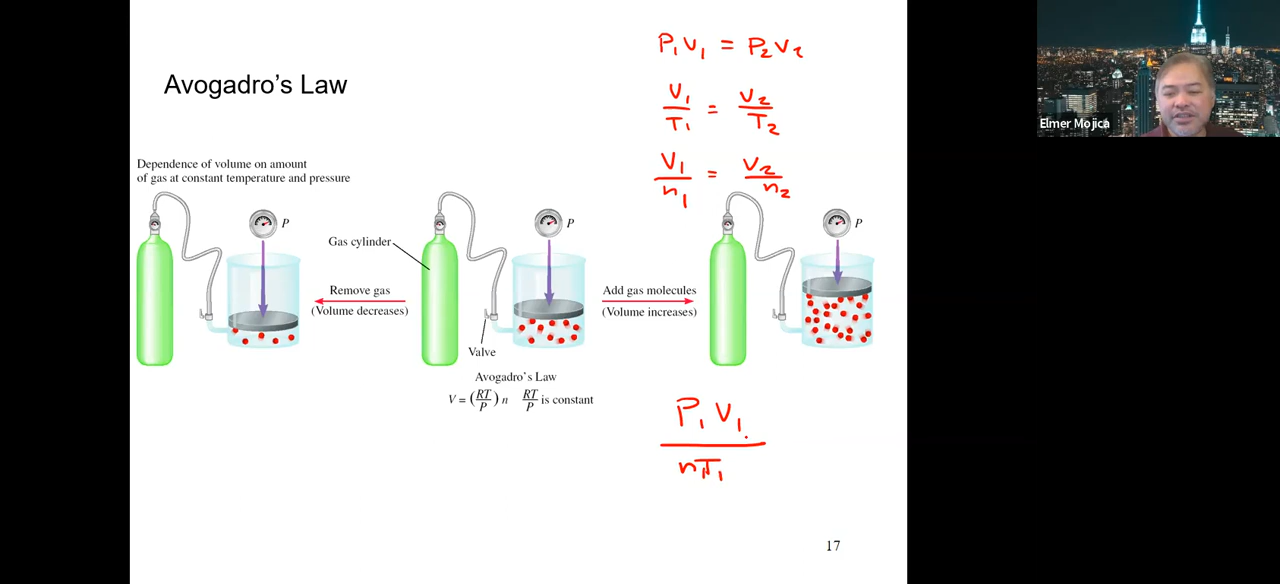 Avogadro's Law
P₁V₁ = P₂V₂
V₁/T₁ = V₂/T₂
V₁/n₁ = V₂/n₂
Elmer Mojica
Dependence of volume on amount
of gas at constant temperature and pressure
P
Gas cylinder
P
P
Remove gas
(Volume decreases)
Add gas molecules
(Volume increases)
Valve
Avogadro's Law
V = (RT/P) n RT/P is constant
P₁V₁/n₁T₁
17